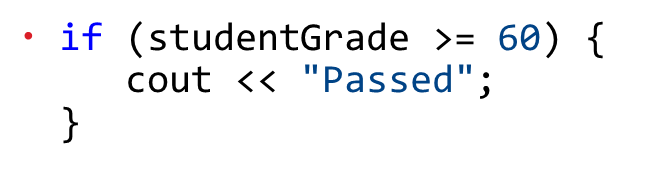 • if (studentGrade >= 60) {
cout << "Passed";
}